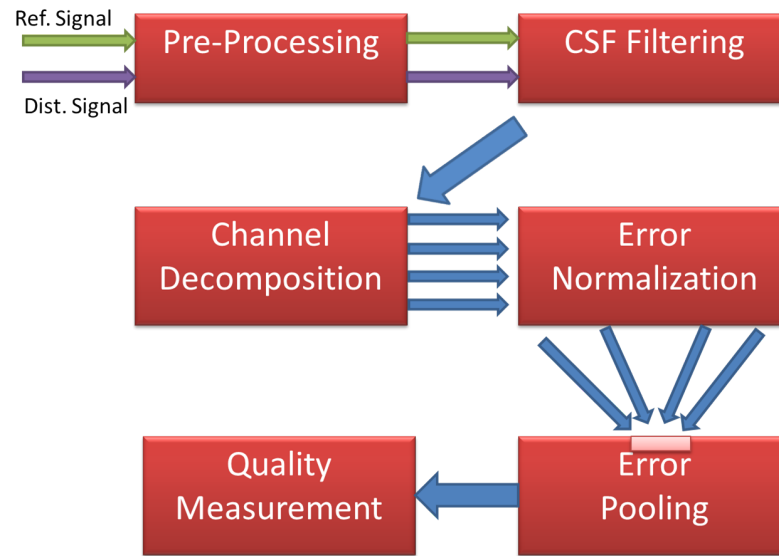 Ref. Signal
Pre-Processing
CSF Filtering
Dist. Signal
Channel
Decomposition
Error
Normalization
Quality
Measurement
Error
Pooling